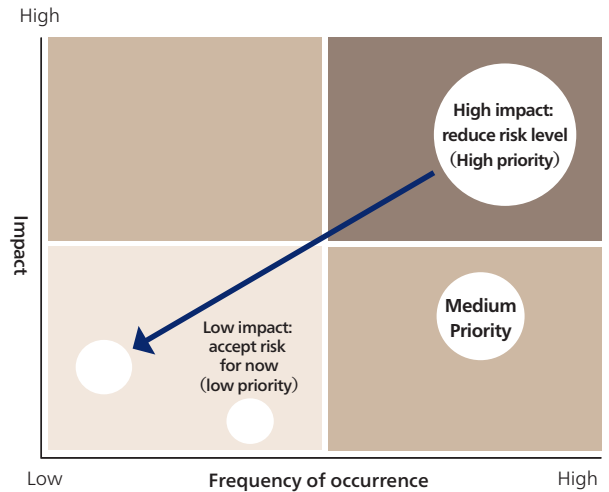 High
High impact:
reduce risk level
（High priority）
Impact
Medium
Priority
Low impact:
accept risk
for now
（low priority）
Low
Frequency of occurrence
High